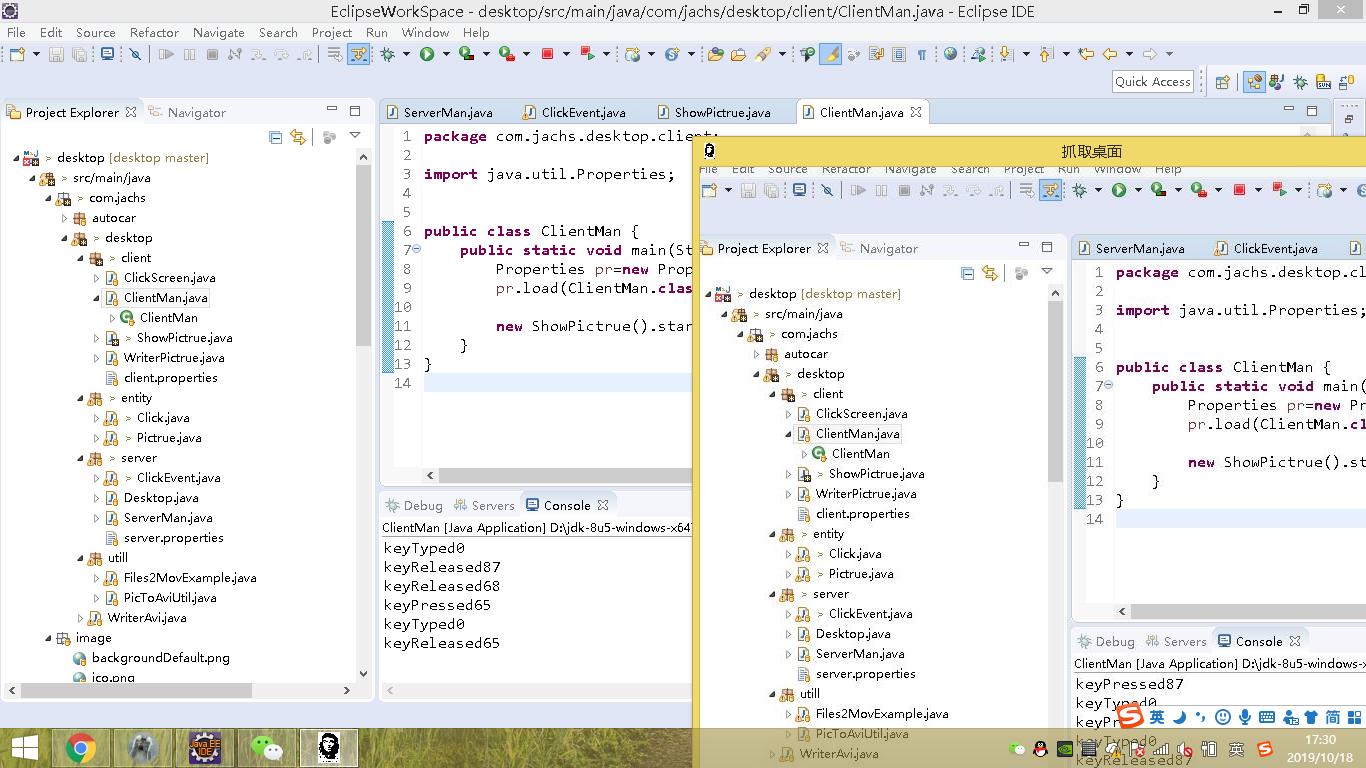 EclipseWorkSpace - desktop/src/main/java/com/jachs/desktop/client/ClientMan.java - Eclipse IDE
File Edit Source Refactor Navigate Search Project Run Window Help
Quick Access
Project Explorer Navigator
> desktop [desktop master]
> src/main/java
> com.jachs
autocar
> desktop
> client
ClickScreen.java
ClientMan.java
ClientMan
> ShowPictrue.java
WriterPictrue.java
client.properties
> entity
> Click.java
> Pictrue.java
> server
> ClickEvent.java
Desktop.java
ServerMan.java
server.properties
utill
Files2MovExample.java
PicToAviUtil.java
WriterAvi.java
image
backgroundDefault.png
ico.png
ServerMan.java ClickEvent.java ShowPictrue.java ClientMan.java
1 package com.jachs.desktop.client;
2
3 import java.util.Properties;
4
5
6 public class ClientMan {
7 public static void main(St
8 Properties pr=new Prop
9 pr.load(ClientMan.clas
10
11 new ShowPictrue().star
12 }
13 }
14
Debug Servers Console
ClientMan [Java Application] D:\jdk-8u5-windows-x64
keyTyped0
keyReleased87
keyReleased68
keyPressed65
keyTyped0
keyReleased65
抓取桌面
File Edit Source Refactor Navigate Search Project Run Window Help
Project Explorer Navigator
> desktop [desktop master]
> src/main/java
> com.jachs
autocar
> desktop
> client
ClickScreen.java
ClientMan.java
ClientMan
> ShowPictrue.java
WriterPictrue.java
client.properties
> entity
> Click.java
> Pictrue.java
> server
> ClickEvent.java
Desktop.java
ServerMan.java
server.properties
utill
Files2MovExample.java
PicToAviUtil.java
WriterAvi.java
ServerMan.java ClickEvent.java
1 package com.jachs.desktop.cl
2
3 import java.util.Properties;
4
5
6 public class ClientMan {
7 public static void main(
8 Properties pr=new Pr
9 pr.load(ClientMan.cl
10
11 new ShowPictrue().st
12 }
13 }
14
Debug Servers Console
ClientMan [Java Application] D:\jdk-8u5-windows-x
keyPressed87
keyTyped0
keyPr
keyTyped0
keyReleased87
英 简
Java EE IDE
英
17:30
2019/10/18